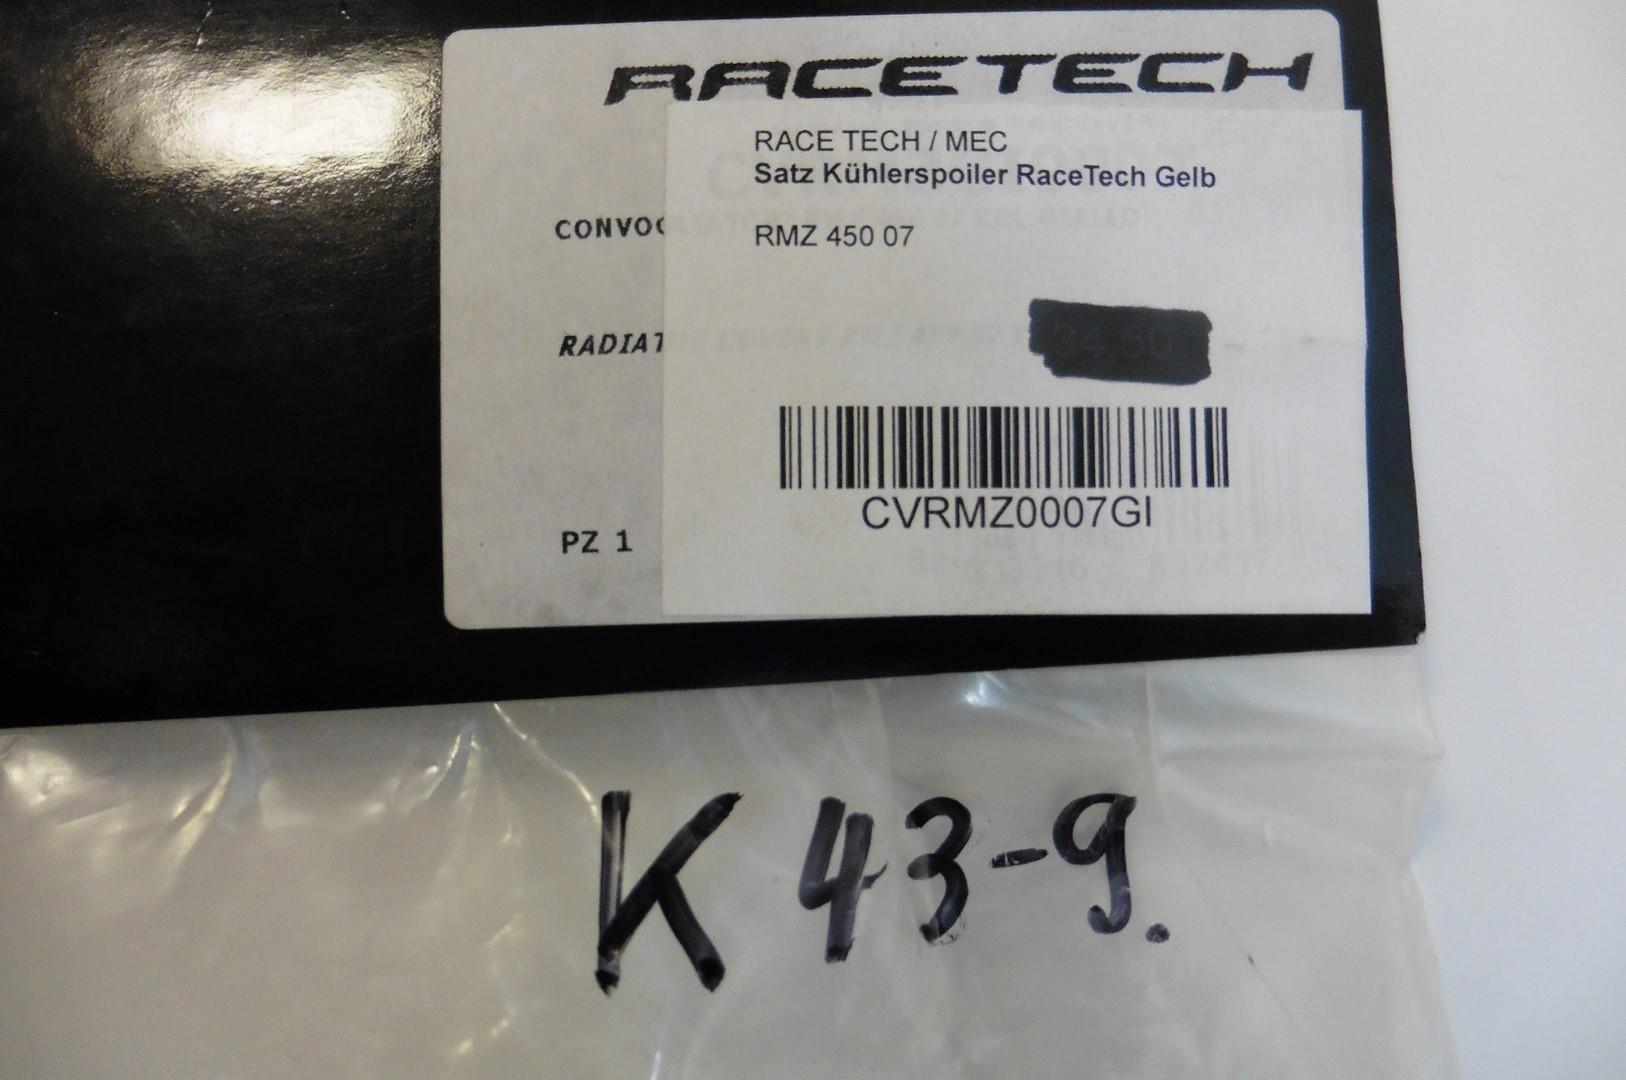 RACETECH
RACE TECH / MEC
Satz Kühlerspoiler RaceTech Gelb
CONVOC
RMZ 450 07
RADIAT
CVRMZ0007GI
PZ 1
K 43-9.